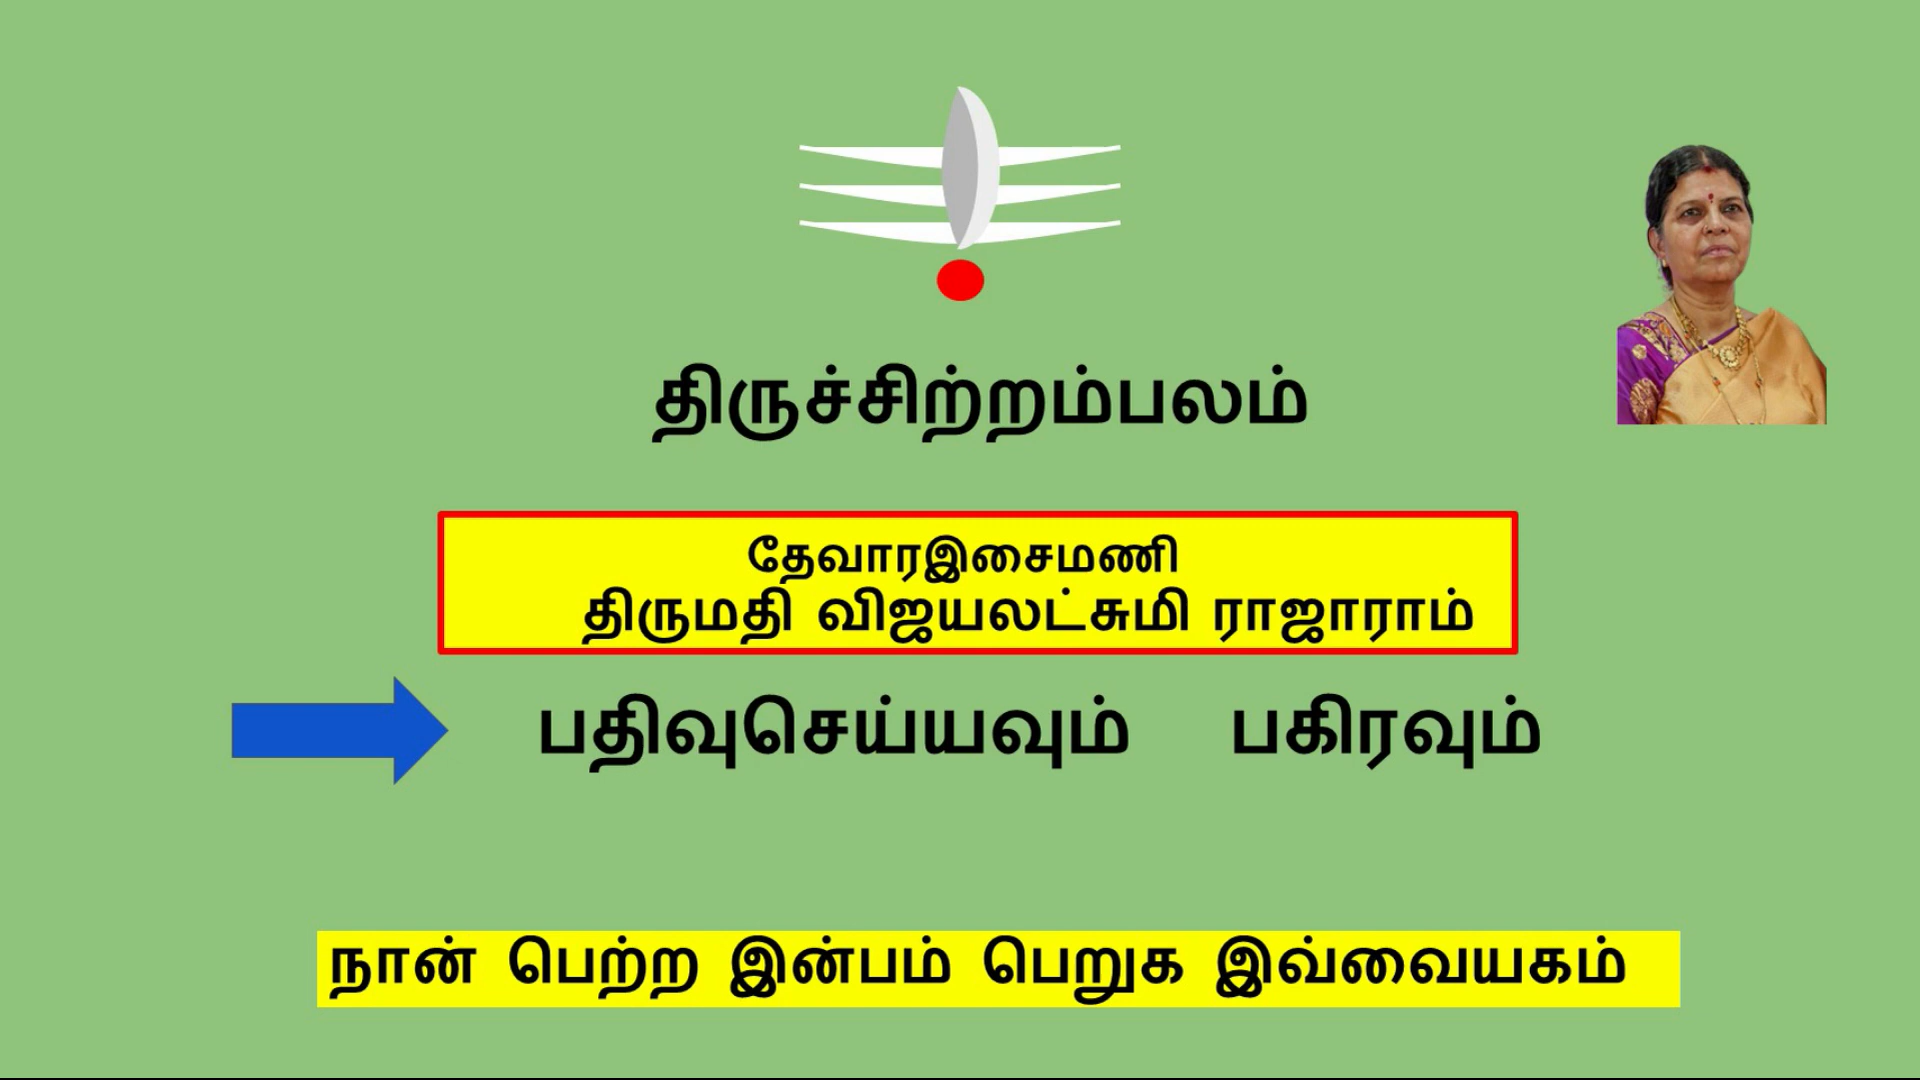 திருச்சிற்றம்பலம்
தேவாரஇசைமணி
திருமதி விஜயலட்சுமி ராஜாராம்
பதிவுசெய்யவும் பகிரவும்
நான் பெற்ற இன்பம் பெறுக இவ்வையகம்